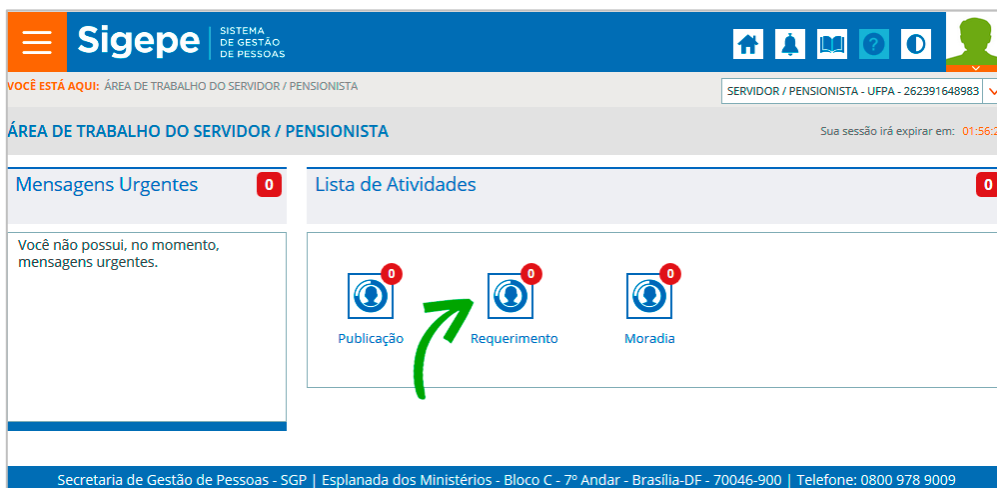 Sigepe
SISTEMA
DE GESTÃO
DE PESSOAS
?
VOCÊ ESTÁ AQUI: ÁREA DE TRABALHO DO SERVIDOR / PENSIONISTA
SERVIDOR / PENSIONISTA - UFPA - 262391648983
ÁREA DE TRABALHO DO SERVIDOR / PENSIONISTA
Sua sessão irá expirar em: 01:56:2
Mensagens Urgentes 0
Lista de Atividades 0
Você não possui, no momento,
mensagens urgentes.
0 0 0
Publicação Requerimento Moradia
Secretaria de Gestão de Pessoas - SGP | Esplanada dos Ministérios - Bloco C - 7º Andar - Brasília-DF - 70046-900 | Telefone: 0800 978 9009